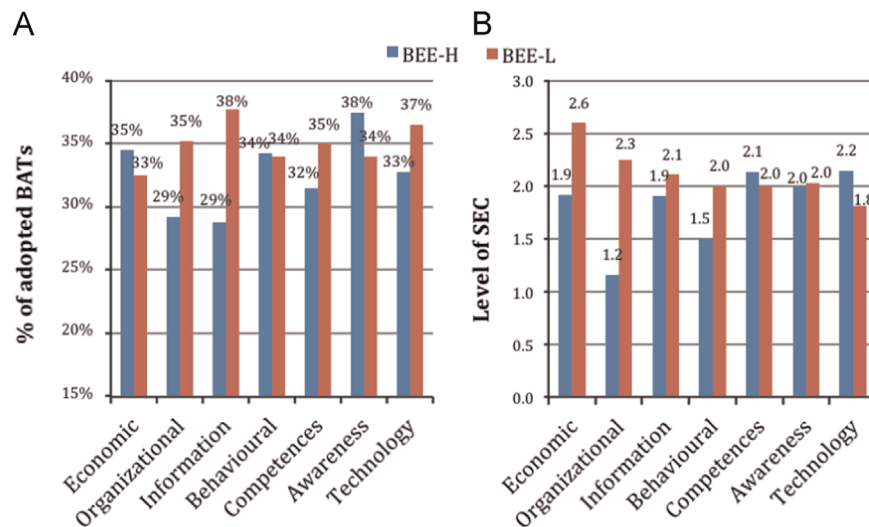 A
B
BEE-H BEE-L
% of adopted BATs
40%
35%
30%
25%
20%
15%
35%
33%
29%
35%
29%
38%
34%
34%
32%
35%
38%
34%
33%
37%
Economic
Organizational
Information
Behavioural
Competences
Awareness
Technology
Level of SEC
3.0
2.5
2.0
1.5
1.0
0.5
0.0
1.9
2.6
1.2
2.3
1.9
2.1
1.5
2.0
2.1
2.0
2.0
2.0
2.2
1.8
Economic
Organizational
Information
Behavioural
Competences
Awareness
Technology